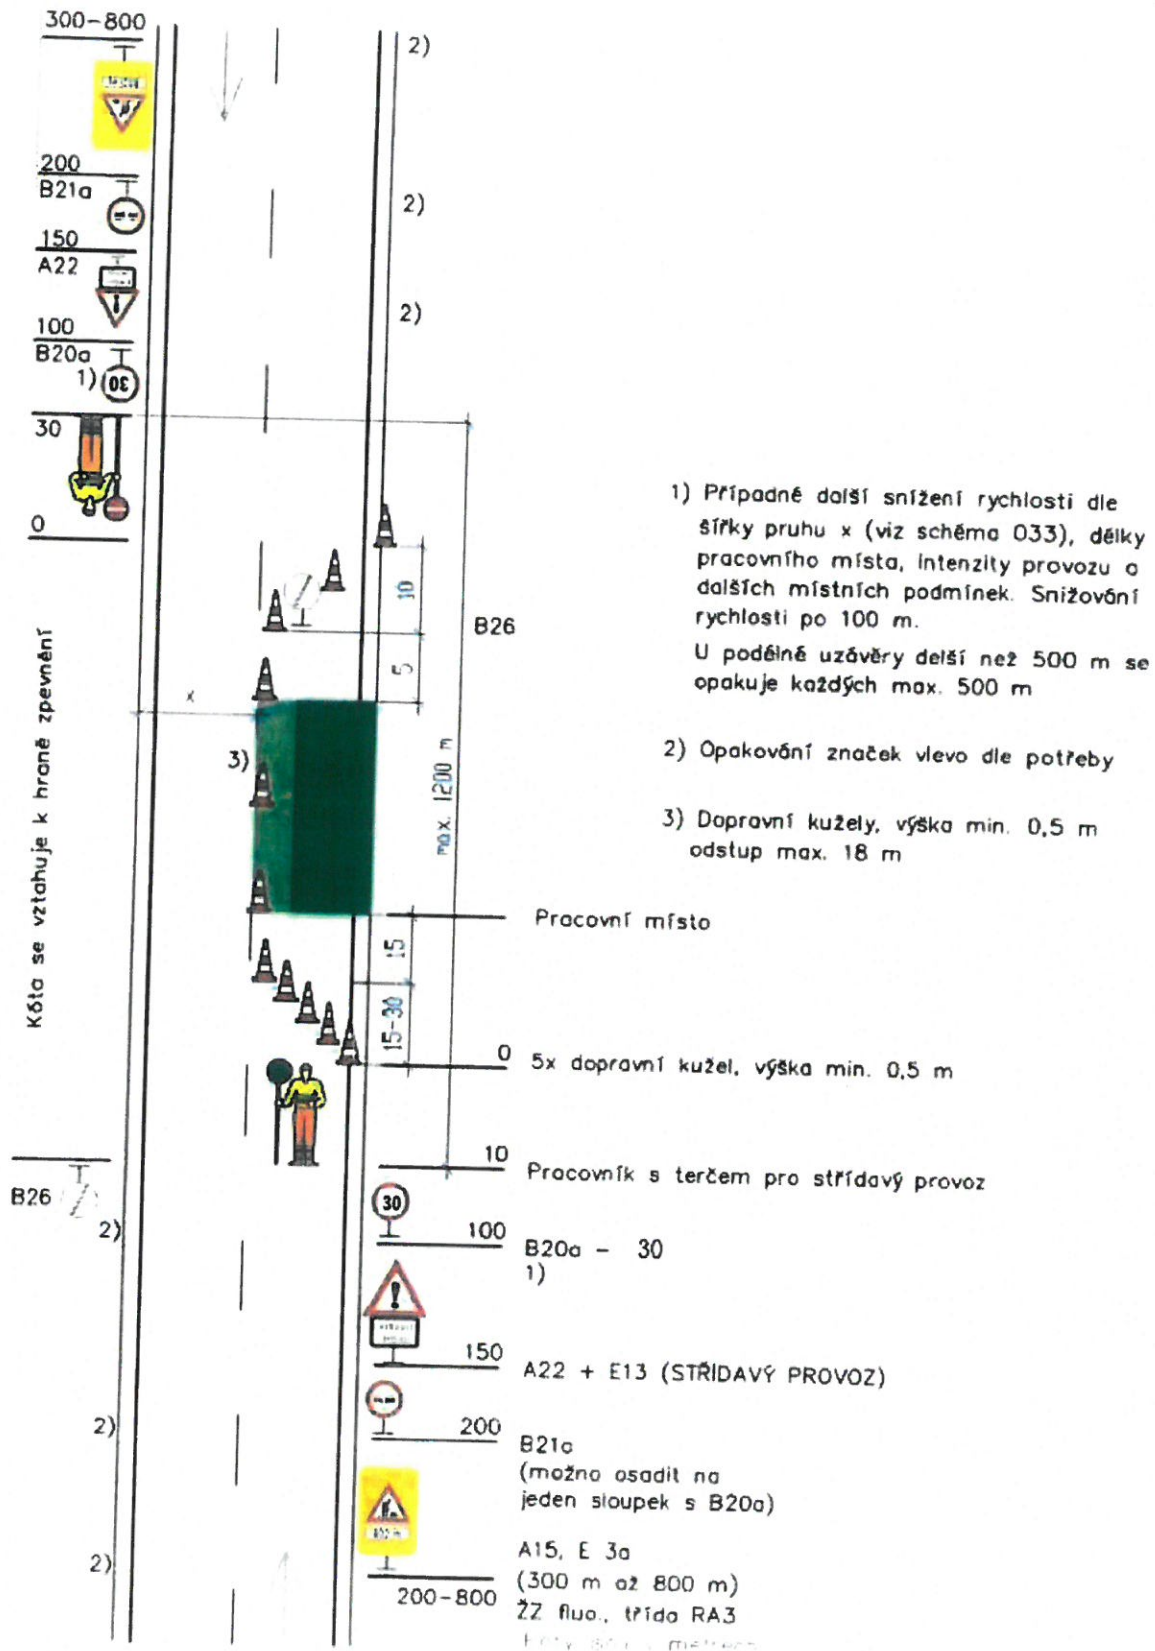 300-800
2)
200
B21a
2)
150
A22
2)
100
B20a
1)
30
30
0
10
B26
5
x
3)
max. 1200 m
Kóta se vztahuje k hraně zpevnění
1) Případné další snížení rychlosti dle
šířky pruhu x (viz schéma 033), délky
pracovního místa, intenzity provozu a
dalších místních podmínek. Snižování
rychlosti po 100 m.
U podélné uzávěry delší než 500 m se
opakuje každých max. 500 m
2) Opakování značek vlevo dle potřeby
3) Dopravní kužely, výška min. 0,5 m
odstup max. 18 m
Pracovní místo
15
15-30
0
5x dopravní kužel, výška min. 0,5 m
10
Pracovník s terčem pro střídavý provoz
B26
2)
30
100
B20a - 30
1)
150
A22 + E13 (STŘÍDAVÝ PROVOZ)
2)
200
B21a
(možno osadit na
jeden sloupek s B20a)
2)
A15, E 3a
(300 m až 800 m)
200-800
ŽZ fluo., třída RA3